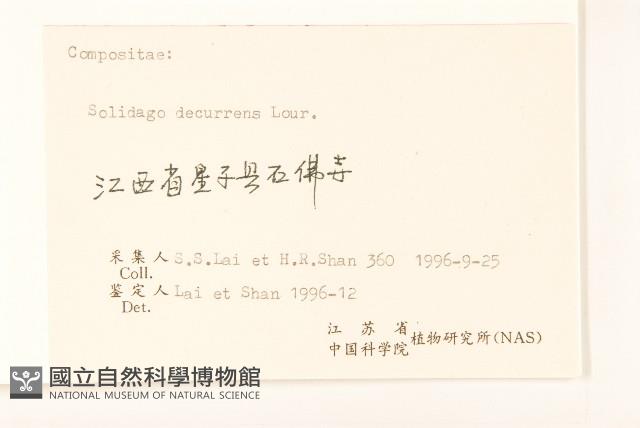 Compositae:
Solidago decurrens Lour.
江西省星子县石佛寺
采集人 S.S.Lai et H.R.Shan 360 1996-9-25
Coll.
鉴定人 Lai et Shan 1996-12
Det.
江苏省
中国科学院 植物研究所(NAS)
國立自然科學博物館
NATIONAL MUSEUM OF NATURAL SCIENCE